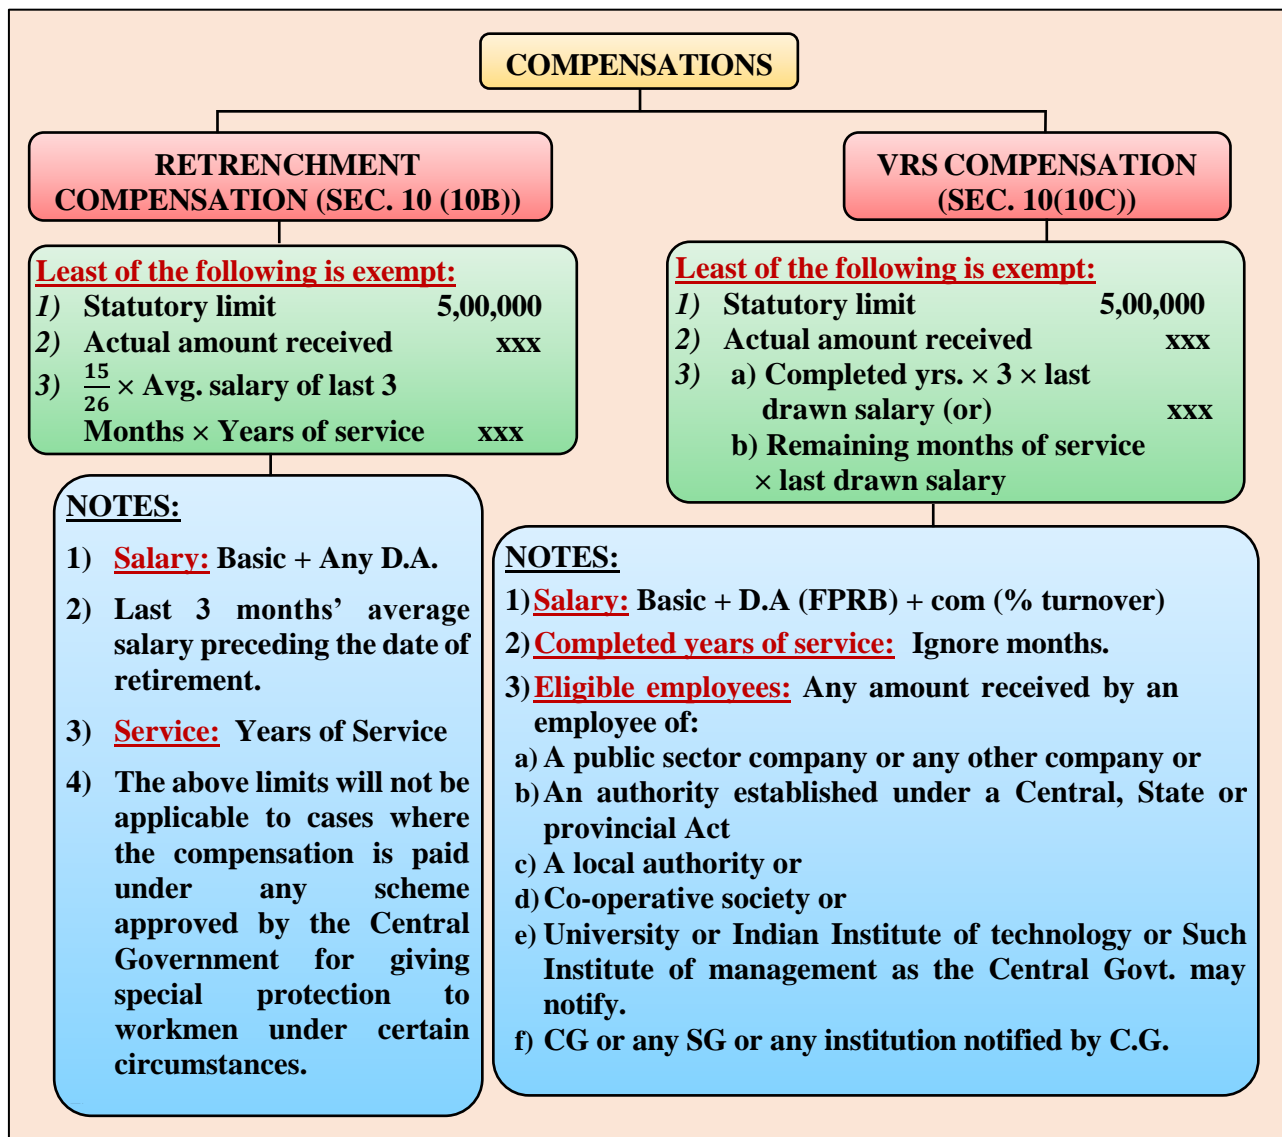 COMPENSATIONS
RETRENCHMENT
COMPENSATION (SEC. 10 (10B))
Least of the following is exempt:
1) Statutory limit 5,00,000
2) Actual amount received xxx
3) 15/26 × Avg. salary of last 3
Months × Years of service xxx
NOTES:
1) Salary: Basic + Any D.A.
2) Last 3 months’ average
salary preceding the date of
retirement.
3) Service: Years of Service
4) The above limits will not be
applicable to cases where
the compensation is paid
under any scheme
approved by the Central
Government for giving
special protection to
workmen under certain
circumstances.
VRS COMPENSATION
(SEC. 10(10C))
Least of the following is exempt:
1) Statutory limit 5,00,000
2) Actual amount received xxx
3) a) Completed yrs. × 3 × last
drawn salary (or) xxx
b) Remaining months of service
× last drawn salary
NOTES:
1) Salary: Basic + D.A (FPRB) + com (% turnover)
2) Completed years of service: Ignore months.
3) Eligible employees: Any amount received by an
employee of:
a) A public sector company or any other company or
b) An authority established under a Central, State or
provincial Act
c) A local authority or
d) Co-operative society or
e) University or Indian Institute of technology or Such
Institute of management as the Central Govt. may
notify.
f) CG or any SG or any institution notified by C.G.